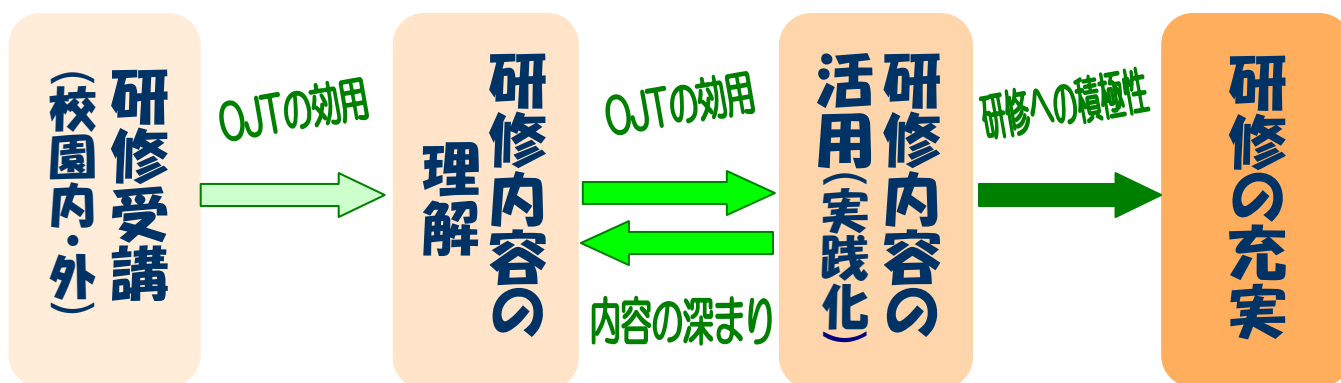 研修受講
(校園内・外)
OJTの効用
研修内容の
理解
OJTの効用
内容の深まり
研修内容の
活用(実践化)
研修への積極性
研修の充実